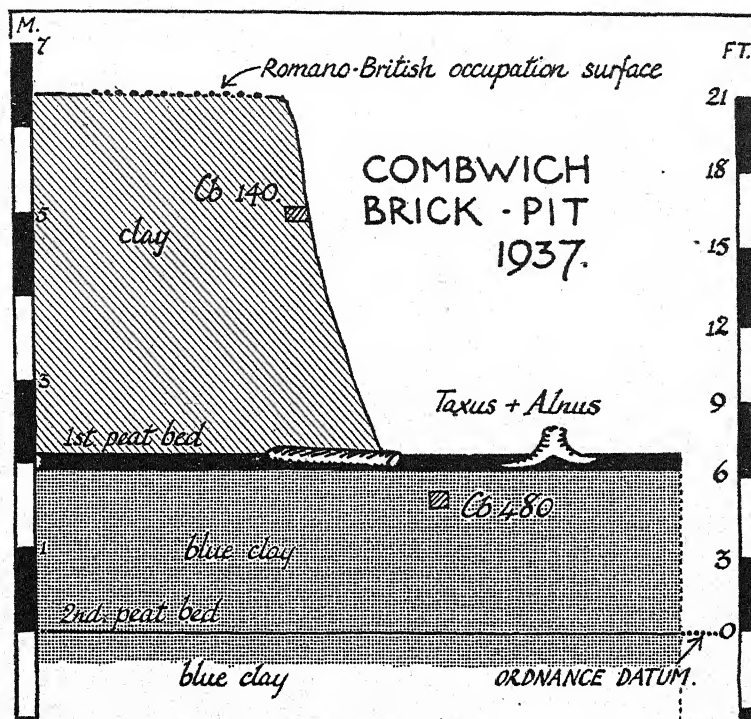 M.
FT.
7
Romano-British occupation surface
21
COMBWICH
BRICK-PIT
1937.
18
Cb 140.
5
clay
15
12
3
Taxus + Alnus
9
1st. peat bed
6
Cb 480
blue clay
1
3
2nd. peat bed
0
blue clay
ORDNANCE DATUM.